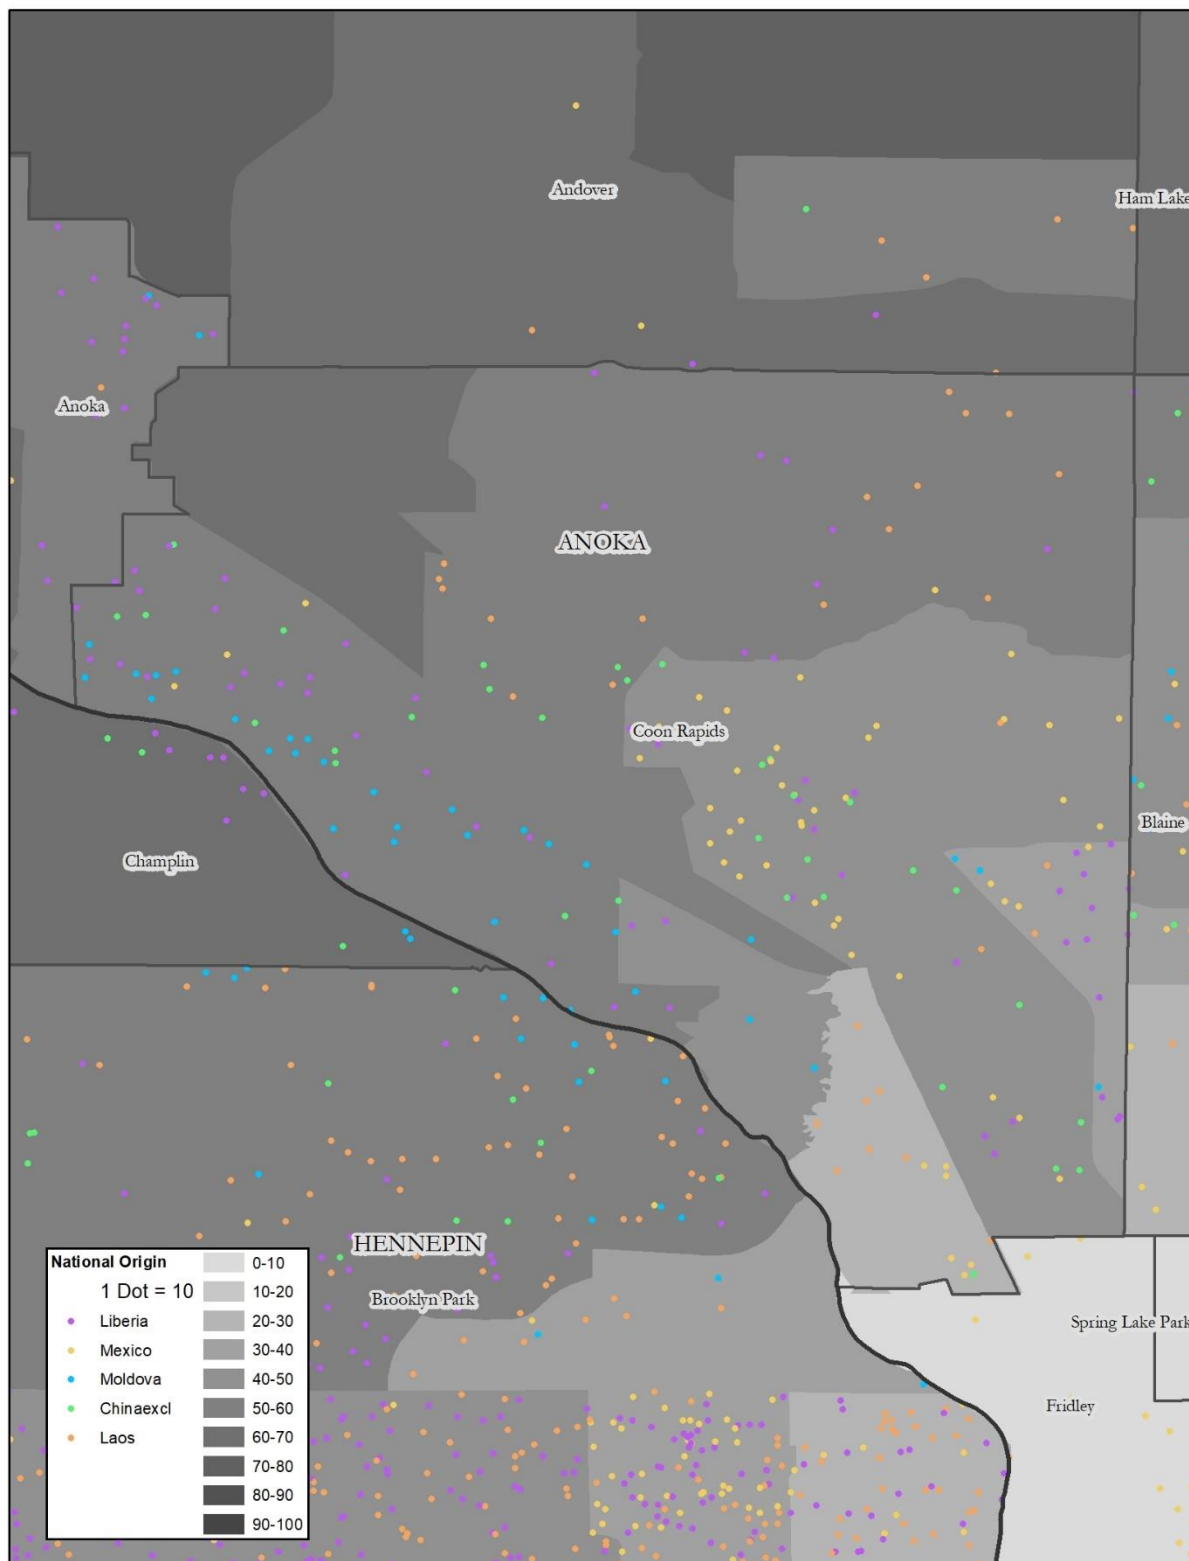 Andover
Ham Lake
Anoka
ANOKA
Coon Rapids
Blaine
Champlin
HENNEPIN
Brooklyn Park
Spring Lake Park
Fridley
National Origin
1 Dot = 10
Liberia
Mexico
Moldova
Chinaexcl
Laos
0-10
10-20
20-30
30-40
40-50
50-60
60-70
70-80
80-90
90-100